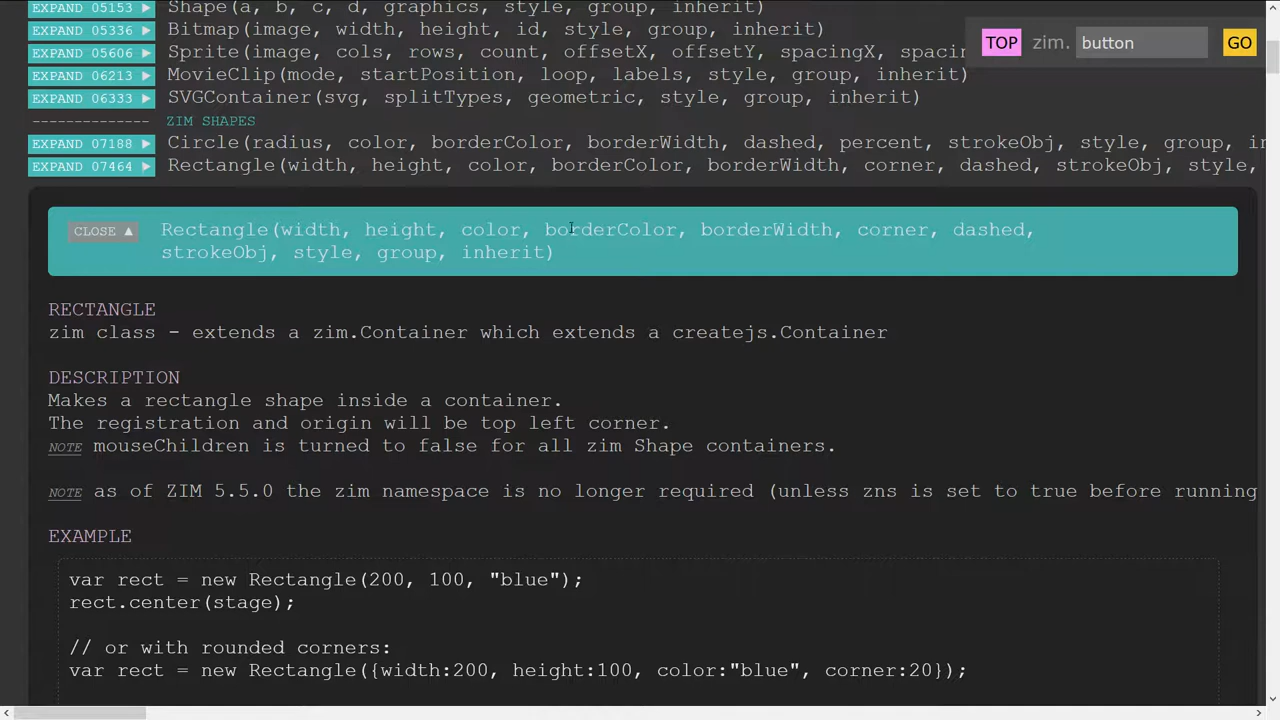 EXPAND 05153 ▶ Shape(a, b, c, d, graphics, style, group, inherit)
EXPAND 05336 ▶ Bitmap(image, width, height, id, style, group, inherit)
TOP zim. button GO
EXPAND 05606 ▶ Sprite(image, cols, rows, count, offsetX, offsetY, spacingX,
EXPAND 06213 ▶ MovieClip(mode, startPosition, loop, labels, style, group, inherit)
EXPAND 06333 ▶ SVGContainer(svg, splitTypes, geometric, style, group, inherit)
-------------- ZIM SHAPES
EXPAND 07188 ▶ Circle(radius, color, borderColor, borderWidth, dashed, percent, strokeObj, style, group, in
EXPAND 07464 ▶ Rectangle(width, height, color, borderColor, borderWidth, corner, dashed, strokeObj, style,
CLOSE ▲ Rectangle(width, height, color, borderColor, borderWidth, corner, dashed,
strokeObj, style, group, inherit)
RECTANGLE
zim class - extends a zim.Container which extends a createjs.Container
DESCRIPTION
Makes a rectangle shape inside a container.
The registration and origin will be top left corner.
NOTE mouseChildren is turned to false for all zim Shape containers.
NOTE as of ZIM 5.5.0 the zim namespace is no longer required (unless zns is set to true before running
EXAMPLE
var rect = new Rectangle(200, 100, "blue");
rect.center(stage);
// or with rounded corners:
var rect = new Rectangle({width:200, height:100, color:"blue", corner:20});